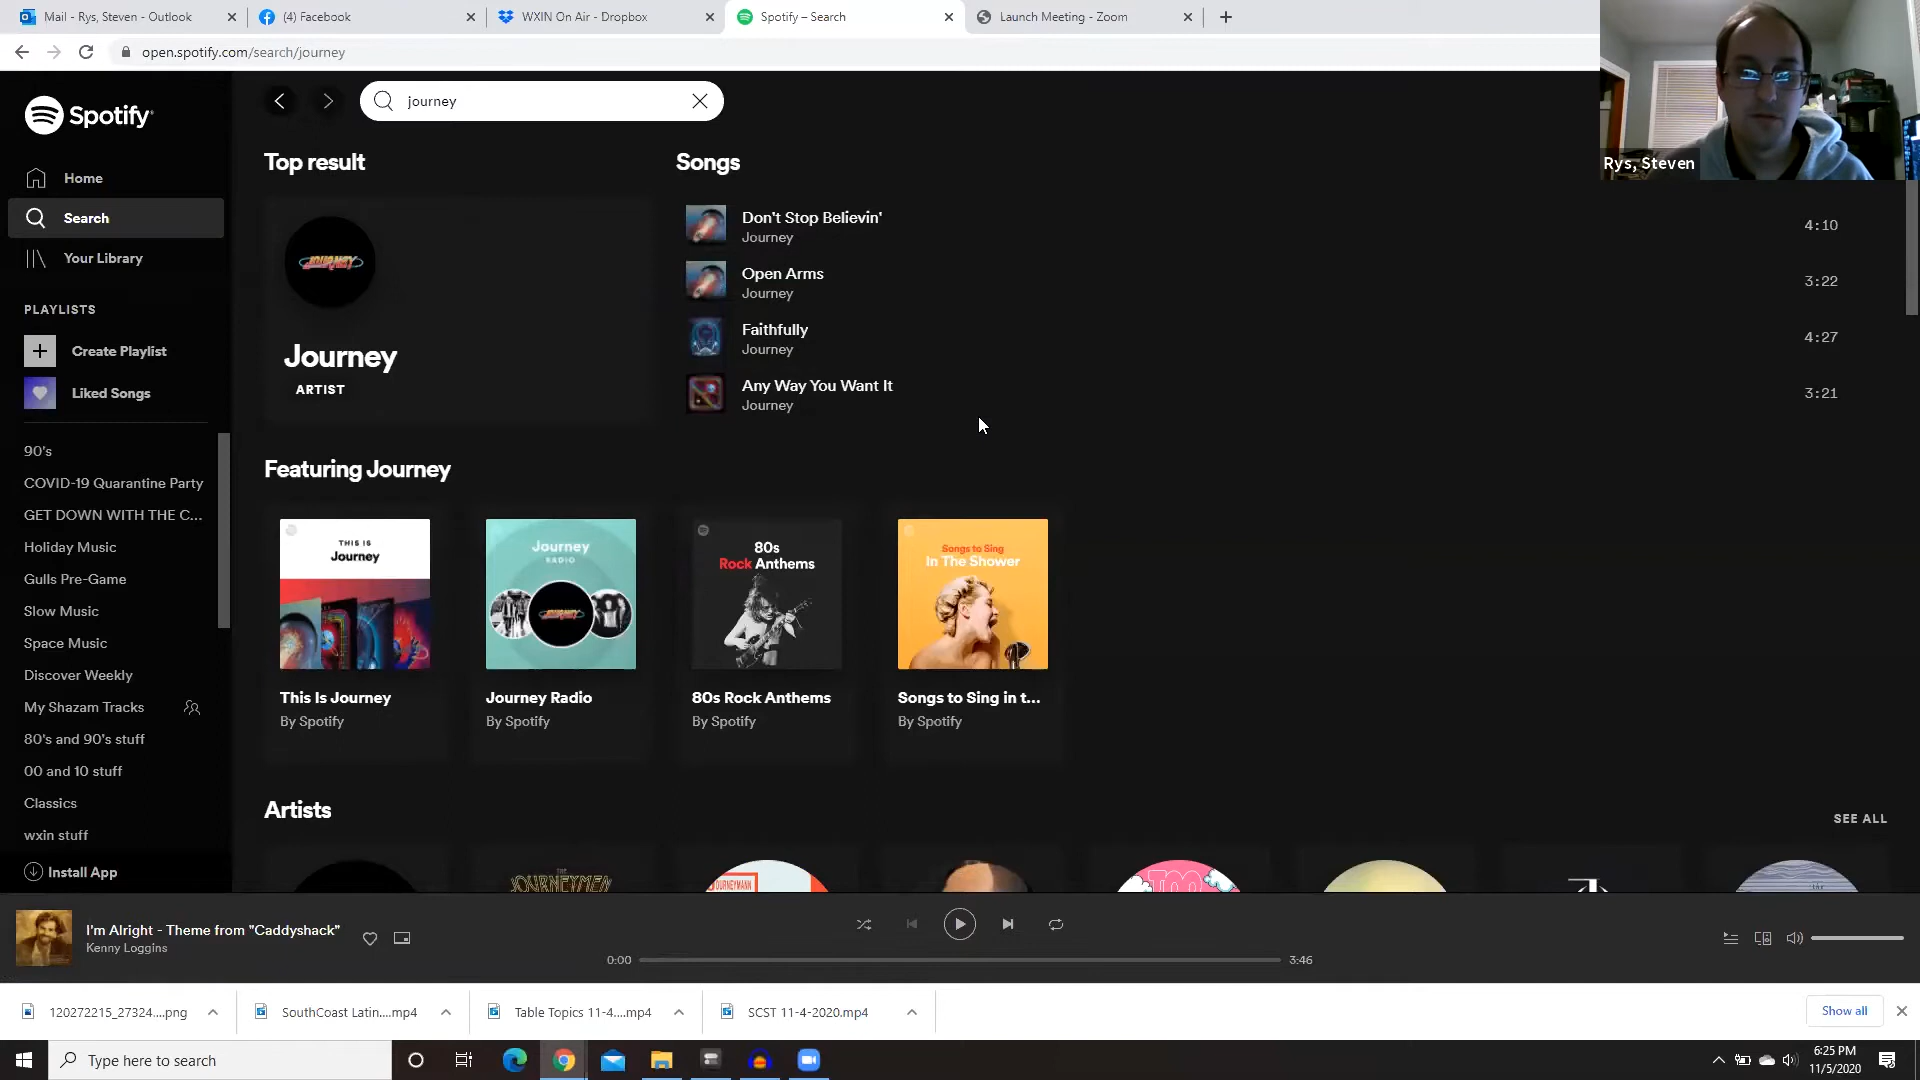 Mail - Rys, Steven - Outlook
(4) Facebook
WXIN On Air - Dropbox
Spotify – Search
Launch Meeting - Zoom
open.spotify.com/search/journey
Rys, Steven
Spotify
Home
Search
Your Library
PLAYLISTS
Create Playlist
Liked Songs
90's
COVID-19 Quarantine Party
GET DOWN WITH THE C...
Holiday Music
Gulls Pre-Game
Slow Music
Space Music
Discover Weekly
My Shazam Tracks
80's and 90's stuff
00 and 10 stuff
Classics
wxin stuff
Install App
journey
Top result
JOURNEY
Journey
ARTIST
Songs
Don't Stop Believin'
Journey
4:10
Open Arms
Journey
3:22
Faithfully
Journey
4:27
Any Way You Want It
Journey
3:21
Featuring Journey
THIS IS
Journey
This Is Journey
By Spotify
Journey
RADIO
JOURNEY
Journey Radio
By Spotify
80s
Rock Anthems
80s Rock Anthems
By Spotify
Songs to Sing
In The Shower
Songs to Sing in t...
By Spotify
Artists
SEE ALL
THE
JOURNEYMEN
JOURNEYMANN
TOO
I'm Alright - Theme from "Caddyshack"
Kenny Loggins
0:00
3:46
120272215_27324....png
SouthCoast Latin....mp4
Table Topics 11-4....mp4
SCST 11-4-2020.mp4
Show all
Type here to search
6:25 PM
11/5/2020